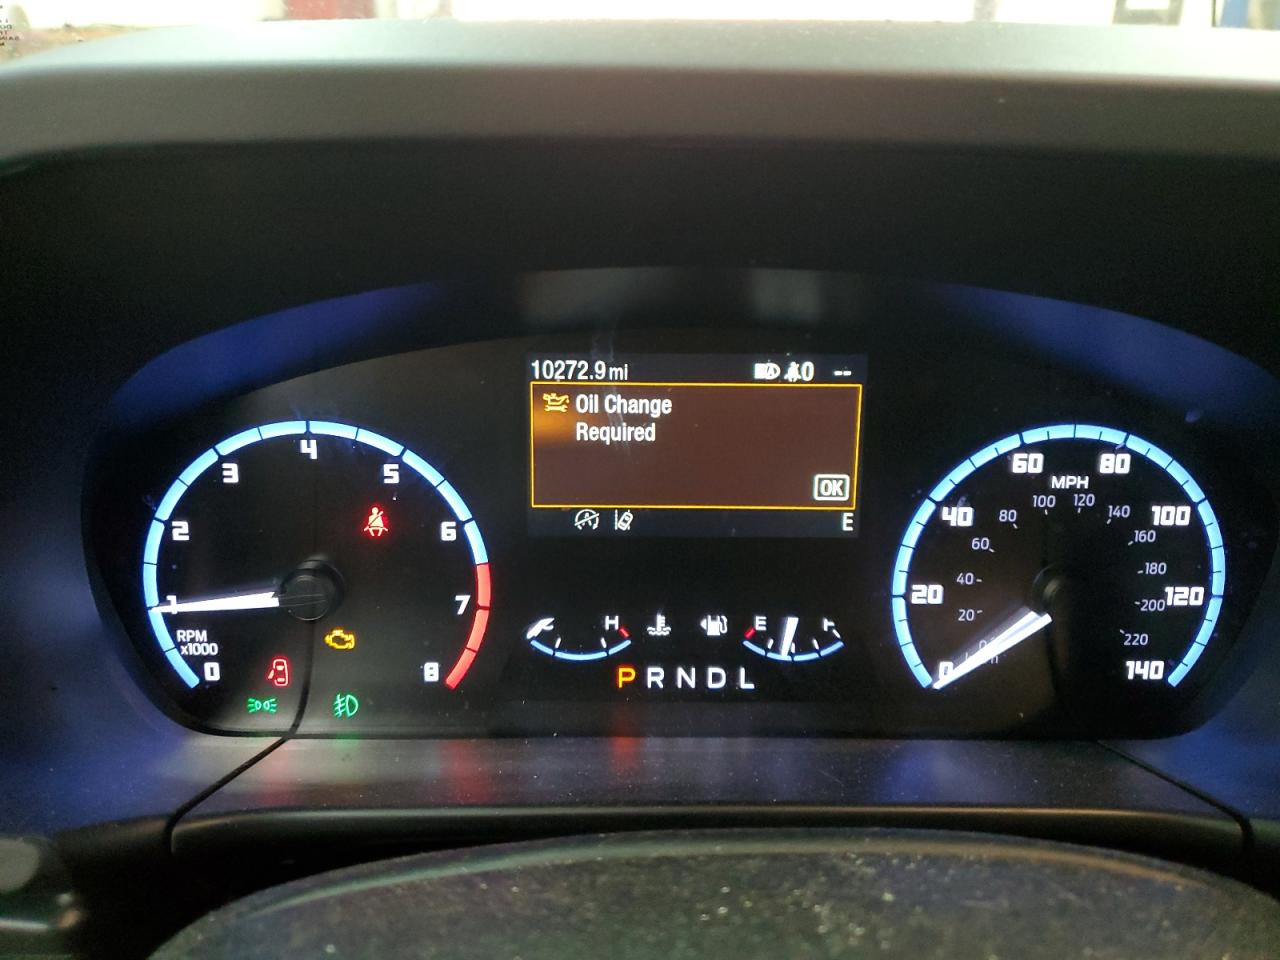 10272.9 mi
0 --
Oil Change
Required
OK
E
0 1 2 3 4 5 6 7 8
RPM
x1000
H E F
P R N D L
0 20 40 60 80 100 120 140
MPH
20 40 60 80 100 120 140 160 180 200 220